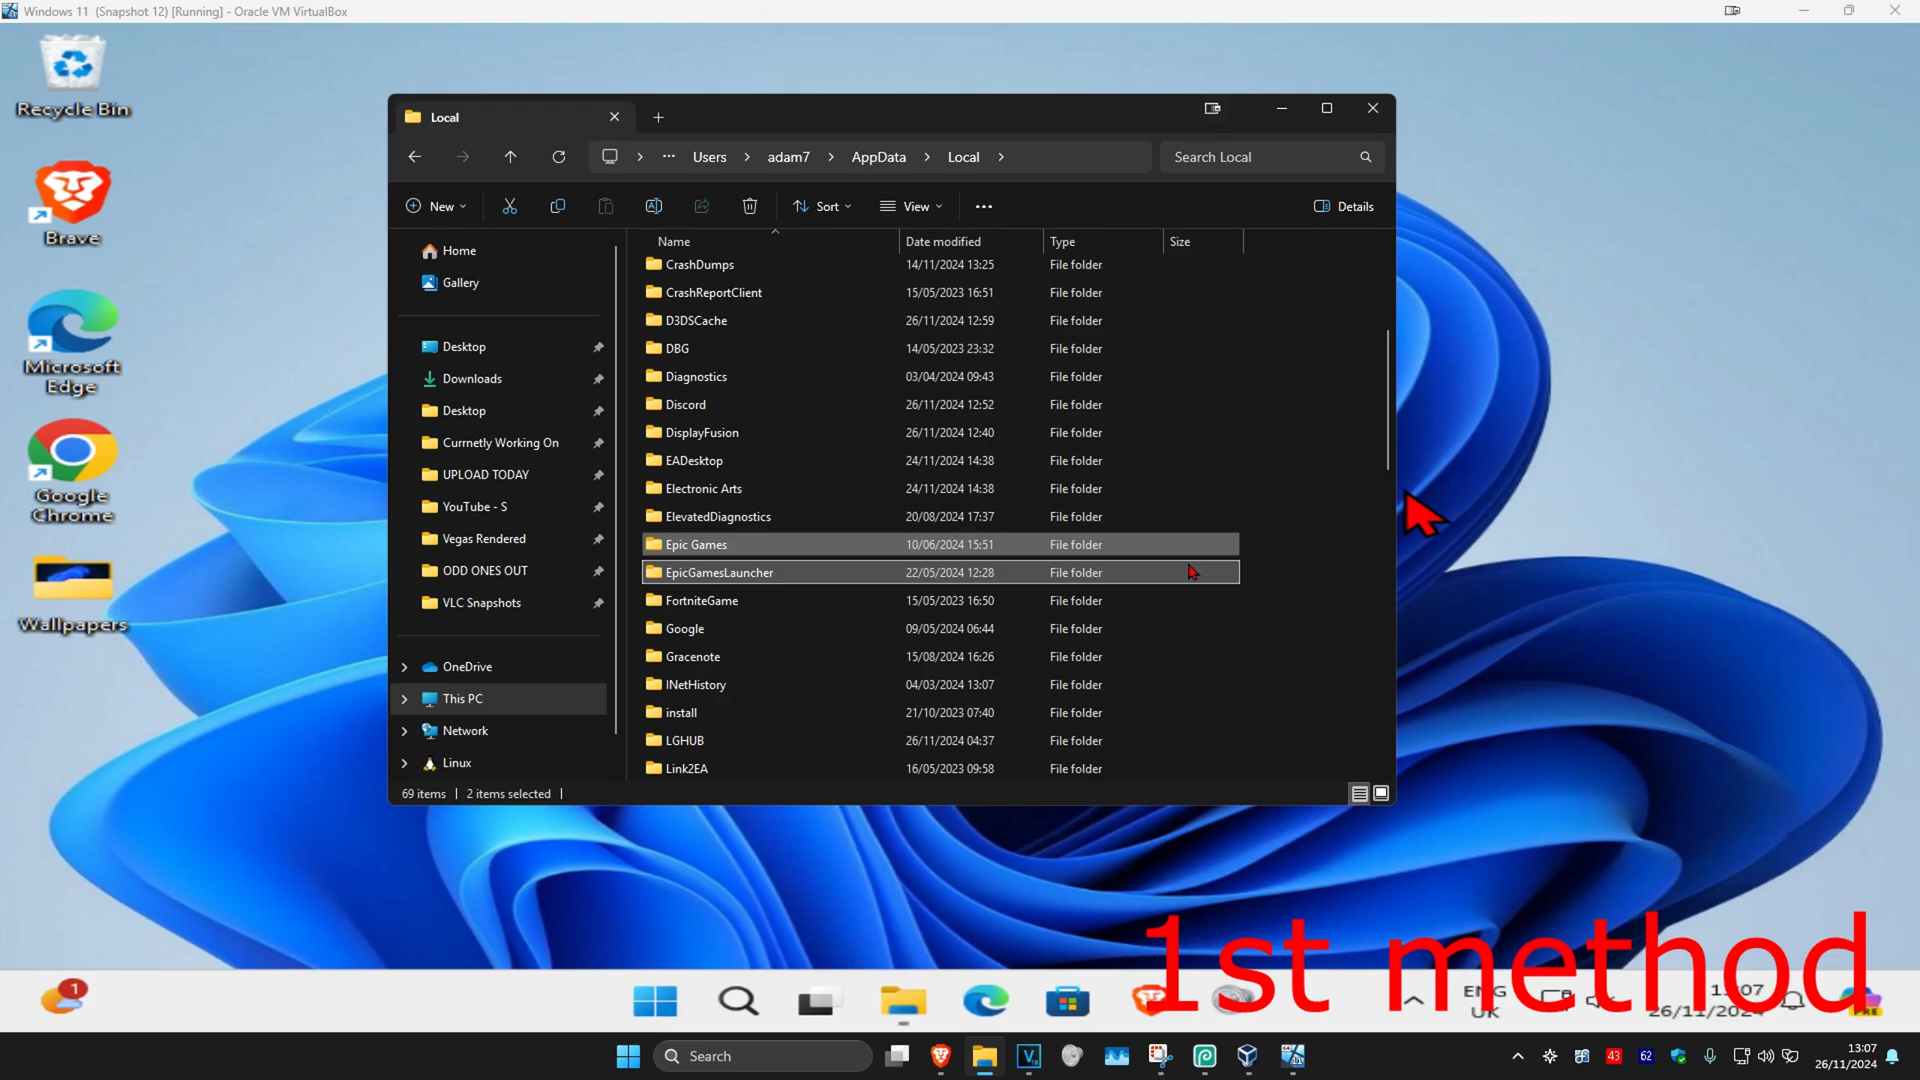 Windows 11 (Snapshot 12) [Running] - Oracle VM VirtualBox
Recycle Bin
Brave
Microsoft
Edge
Google
Chrome
Wallpapers
Local
Users
adam7
AppData
Local
Search Local
New
Sort
View
Details
Home
Gallery
Desktop
Downloads
Desktop
Currnetly Working On
UPLOAD TODAY
YouTube - S
Vegas Rendered
ODD ONES OUT
VLC Snapshots
OneDrive
This PC
Network
Linux
Name Date modified Type Size
CrashDumps 14/11/2024 13:25 File folder
CrashReportClient 15/05/2023 16:51 File folder
D3DSCache 26/11/2024 12:59 File folder
DBG 14/05/2023 23:32 File folder
Diagnostics 03/04/2024 09:43 File folder
Discord 26/11/2024 12:52 File folder
DisplayFusion 26/11/2024 12:40 File folder
EADesktop 24/11/2024 14:38 File folder
Electronic Arts 24/11/2024 14:38 File folder
ElevatedDiagnostics 20/08/2024 17:37 File folder
Epic Games 10/06/2024 15:51 File folder
EpicGamesLauncher 22/05/2024 12:28 File folder
FortniteGame 15/05/2023 16:50 File folder
Google 09/05/2024 06:44 File folder
Gracenote 15/08/2024 16:26 File folder
INetHistory 04/03/2024 13:07 File folder
install 21/10/2023 07:40 File folder
LGHUB 26/11/2024 04:37 File folder
Link2EA 16/05/2023 09:58 File folder
69 items 2 items selected
1st method
1
ENG
UK
13:07
26/11/2024
PRE
Search
43
62
13:07
26/11/2024